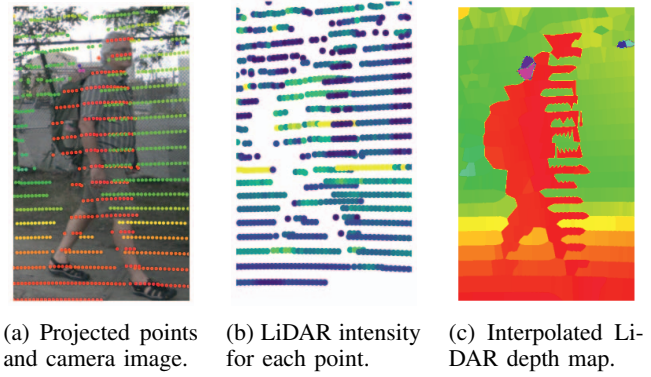 (a) Projected points
and camera image.
(b) LiDAR intensity
for each point.
(c) Interpolated Li-
DAR depth map.